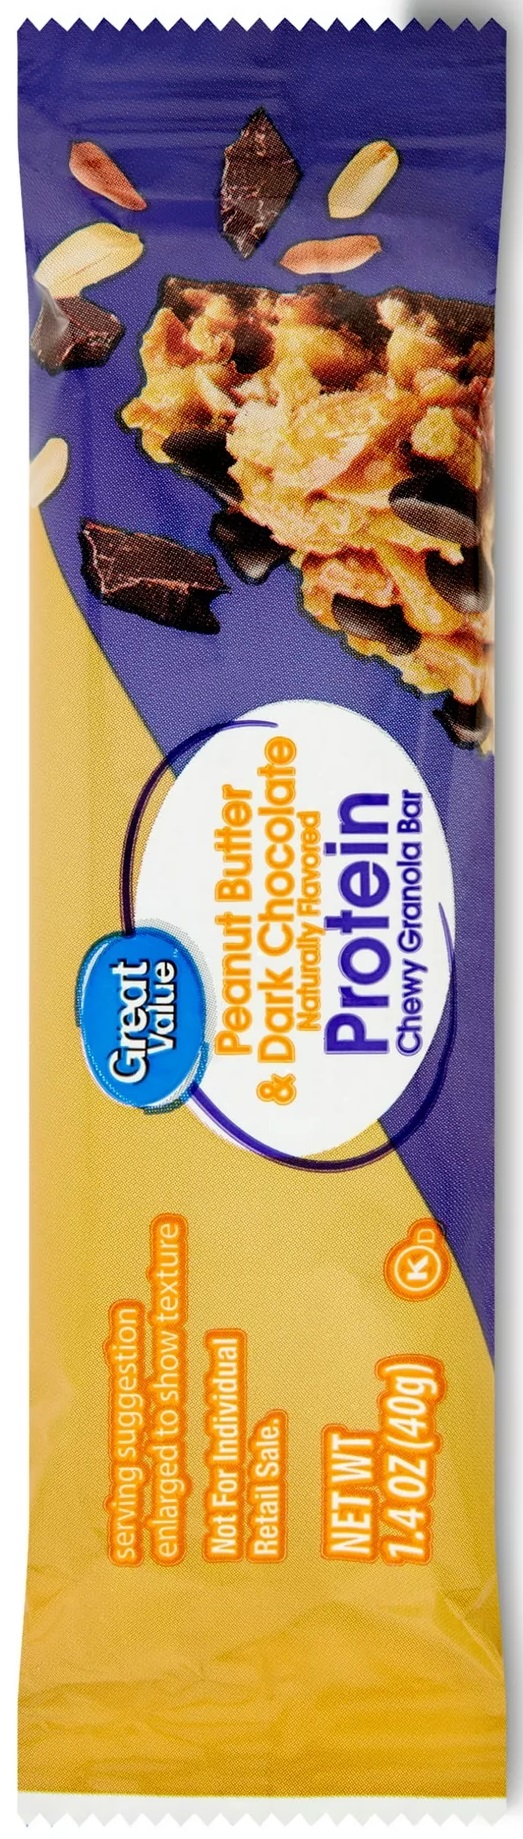 Great
Value
Peanut Butter
& Dark Chocolate
Naturally Flavored
Protein
Chewy Granola Bar
serving suggestion
enlarged to show texture
Not For Individual
Retail Sale.
NET WT
1.4 OZ (40g)
K D